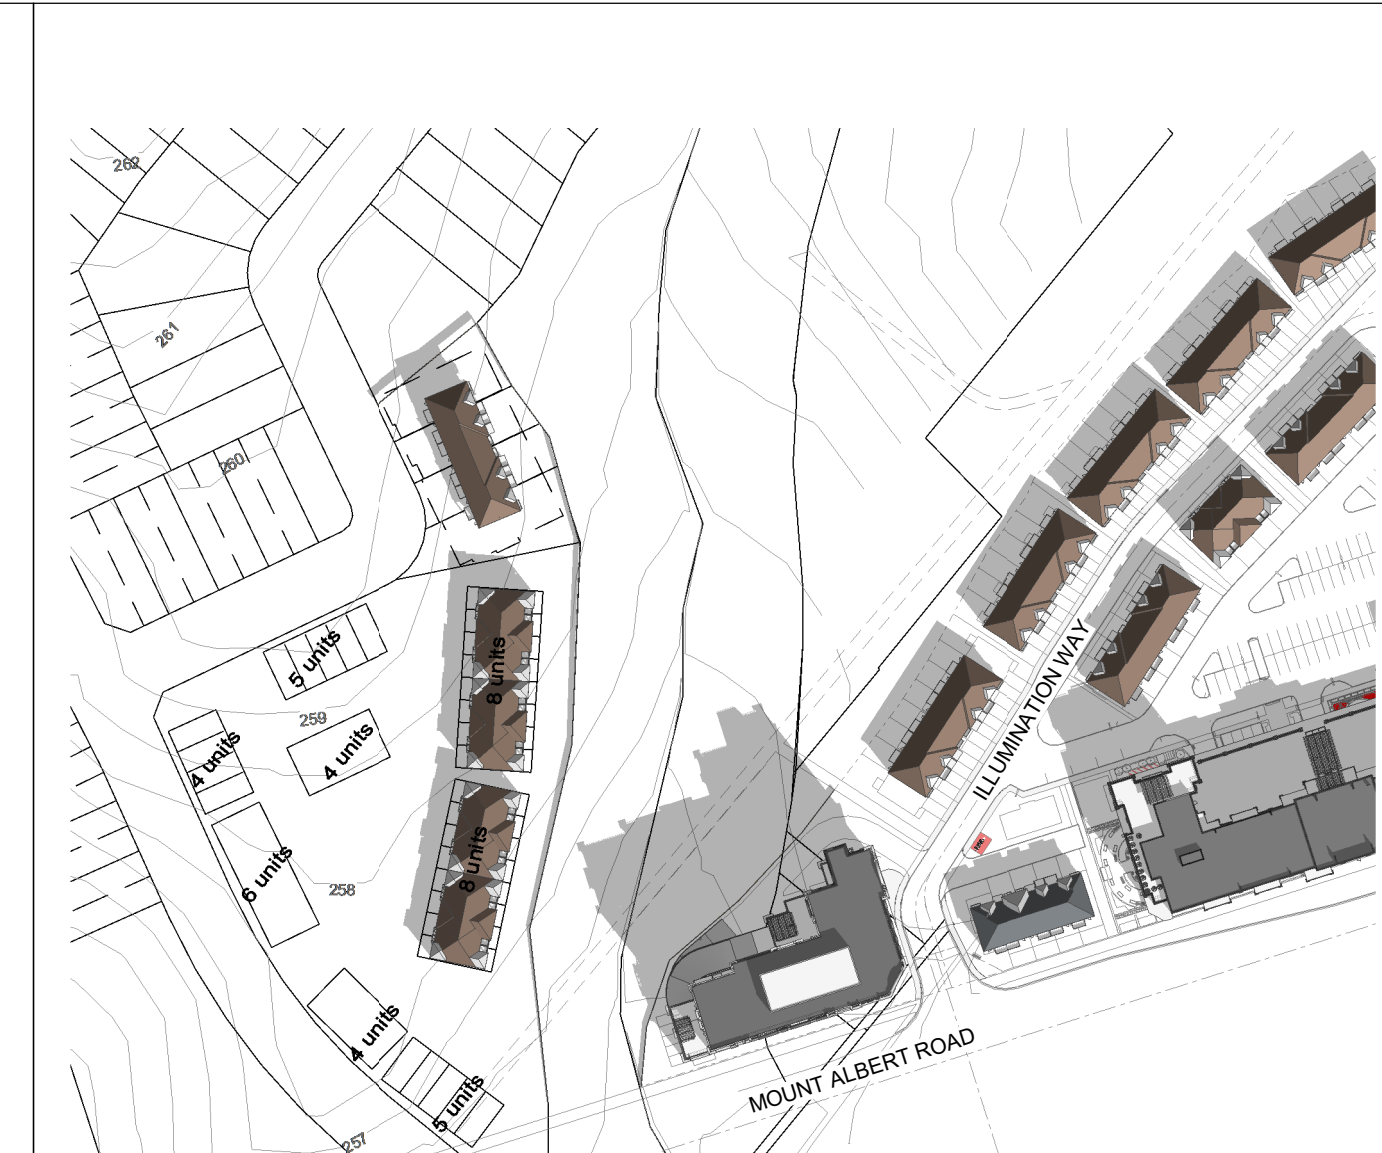 262
261
260
5 units
8 units
259
4 units
4 units
ILLUMINATION WAY
8 units
6 units
258
4 units
MOUNT ALBERT ROAD
5 units
257